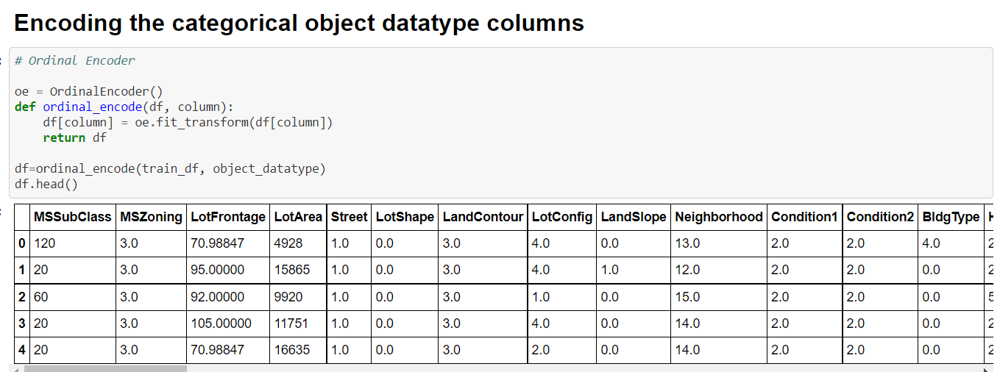 Encoding the categorical object datatype columns
# Ordinal Encoder
oe = OrdinalEncoder()
def ordinal_encode(df, column):
    df[column] = oe.fit_transform(df[column])
    return df
df=ordinal_encode(train_df, object_datatype)
df.head()
MSSubClass MSZoning LotFrontage LotArea Street LotShape LandContour LotConfig LandSlope Neighborhood Condition1 Condition2 BldgType H
0 120 3.0 70.98847 4928 1.0 0.0 3.0 4.0 0.0 13.0 2.0 2.0 4.0 2
1 20 3.0 95.00000 15865 1.0 0.0 3.0 4.0 1.0 12.0 2.0 2.0 0.0 2
2 60 3.0 92.00000 9920 1.0 0.0 3.0 1.0 0.0 15.0 2.0 2.0 0.0 5
3 20 3.0 105.00000 11751 1.0 0.0 3.0 4.0 0.0 14.0 2.0 2.0 0.0 2
4 20 3.0 70.98847 16635 1.0 0.0 3.0 2.0 0.0 14.0 2.0 2.0 0.0 2